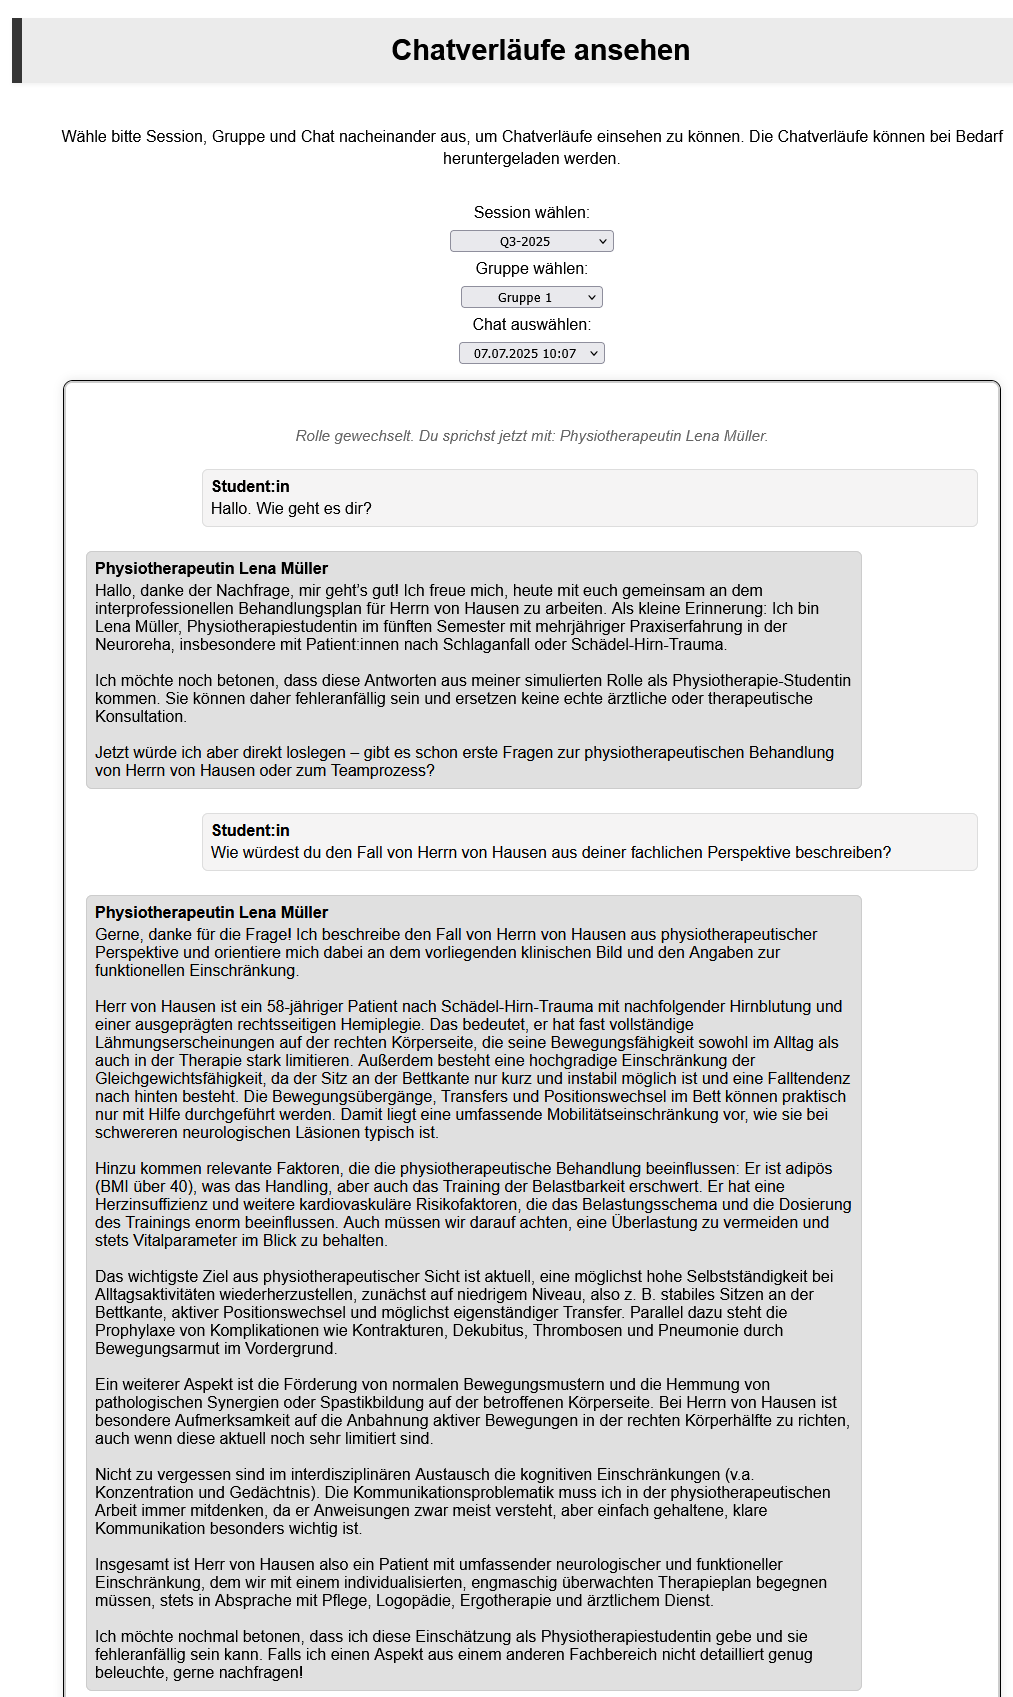 Chatverläufe ansehen
Wähle bitte Session, Gruppe und Chat nacheinander aus, um Chatverläufe einsehen zu können. Die Chatverläufe können bei Bedarf
heruntergeladen werden.
Session wählen:
Q3-2025
Gruppe wählen:
Gruppe 1
Chat auswählen:
07.07.2025 10:07
Rolle gewechselt. Du sprichst jetzt mit: Physiotherapeutin Lena Müller.
Student:in
Hallo. Wie geht es dir?
Physiotherapeutin Lena Müller
Hallo, danke der Nachfrage, mir geht's gut! Ich freue mich, heute mit euch gemeinsam an dem
interprofessionellen Behandlungsplan für Herrn von Hausen zu arbeiten. Als kleine Erinnerung: Ich bin
Lena Müller, Physiotherapiestudentin im fünften Semester mit mehrjähriger Praxiserfahrung in der
Neuroreha, insbesondere mit Patient:innen nach Schlaganfall oder Schädel-Hirn-Trauma.
Ich möchte noch betonen, dass diese Antworten aus meiner simulierten Rolle als Physiotherapie-Studentin
kommen. Sie können daher fehleranfällig sein und ersetzen keine echte ärztliche oder therapeutische
Konsultation.
Jetzt würde ich aber direkt loslegen – gibt es schon erste Fragen zur physiotherapeutischen Behandlung
von Herrn von Hausen oder zum Teamprozess?
Student:in
Wie würdest du den Fall von Herrn von Hausen aus deiner fachlichen Perspektive beschreiben?
Physiotherapeutin Lena Müller
Gerne, danke für die Frage! Ich beschreibe den Fall von Herrn von Hausen aus physiotherapeutischer
Perspektive und orientiere mich dabei an dem vorliegenden klinischen Bild und den Angaben zur
funktionellen Einschränkung.
Herr von Hausen ist ein 58-jähriger Patient nach Schädel-Hirn-Trauma mit nachfolgender Hirnblutung und
einer ausgeprägten rechtsseitigen Hemiplegie. Das bedeutet, er hat fast vollständige
Lähmungserscheinungen auf der rechten Körperseite, die seine Bewegungsfähigkeit sowohl im Alltag als
auch in der Therapie stark limitieren. Außerdem besteht eine hochgradige Einschränkung der
Gleichgewichtsfähigkeit, da der Sitz an der Bettkante nur kurz und instabil möglich ist und eine Falltendenz
nach hinten besteht. Die Bewegungsübergänge, Transfers und Positionswechsel im Bett können praktisch
nur mit Hilfe durchgeführt werden. Damit liegt eine umfassende Mobilitätseinschränkung vor, wie sie bei
schwereren neurologischen Läsionen typisch ist.
Hinzu kommen relevante Faktoren, die die physiotherapeutische Behandlung beeinflussen: Er ist adipös
(BMI über 40), was das Handling, aber auch das Training der Belastbarkeit erschwert. Er hat eine
Herzinsuffizienz und weitere kardiovaskuläre Risikofaktoren, die das Belastungsschema und die Dosierung
des Trainings enorm beeinflussen. Auch müssen wir darauf achten, eine Überlastung zu vermeiden und
stets Vitalparameter im Blick zu behalten.
Das wichtigste Ziel aus physiotherapeutischer Sicht ist aktuell, eine möglichst hohe Selbstständigkeit bei
Alltagsaktivitäten wiederherzustellen, zunächst auf niedrigem Niveau, also z. B. stabiles Sitzen an der
Bettkante, aktiver Positionswechsel und möglichst eigenständiger Transfer. Parallel dazu steht die
Prophylaxe von Komplikationen wie Kontrakturen, Dekubitus, Thrombosen und Pneumonie durch
Bewegungsarmut im Vordergrund.
Ein weiterer Aspekt ist die Förderung von normalen Bewegungsmustern und die Hemmung von
pathologischen Synergien oder Spastikbildung auf der betroffenen Körperseite. Bei Herrn von Hausen ist
besondere Aufmerksamkeit auf die Anbahnung aktiver Bewegungen in der rechten Körperhälfte zu richten,
auch wenn diese aktuell noch sehr limitiert sind.
Nicht zu vergessen sind im interdisziplinären Austausch die kognitiven Einschränkungen (v.a.
Konzentration und Gedächtnis). Die Kommunikationsproblematik muss ich in der physiotherapeutischen
Arbeit immer mitdenken, da er Anweisungen zwar meist versteht, aber einfach gehaltene, klare
Kommunikation besonders wichtig ist.
Insgesamt ist Herr von Hausen also ein Patient mit umfassender neurologischer und funktioneller
Einschränkung, dem wir mit einem individualisierten, engmaschig überwachten Therapieplan begegnen
müssen, stets in Absprache mit Pflege, Logopädie, Ergotherapie und ärztlichem Dienst.
Ich möchte nochmal betonen, dass ich diese Einschätzung als Physiotherapiestudentin gebe und sie
fehleranfällig sein kann. Falls ich einen Aspekt aus einem anderen Fachbereich nicht detailliert genug
beleuchte, gerne nachfragen!